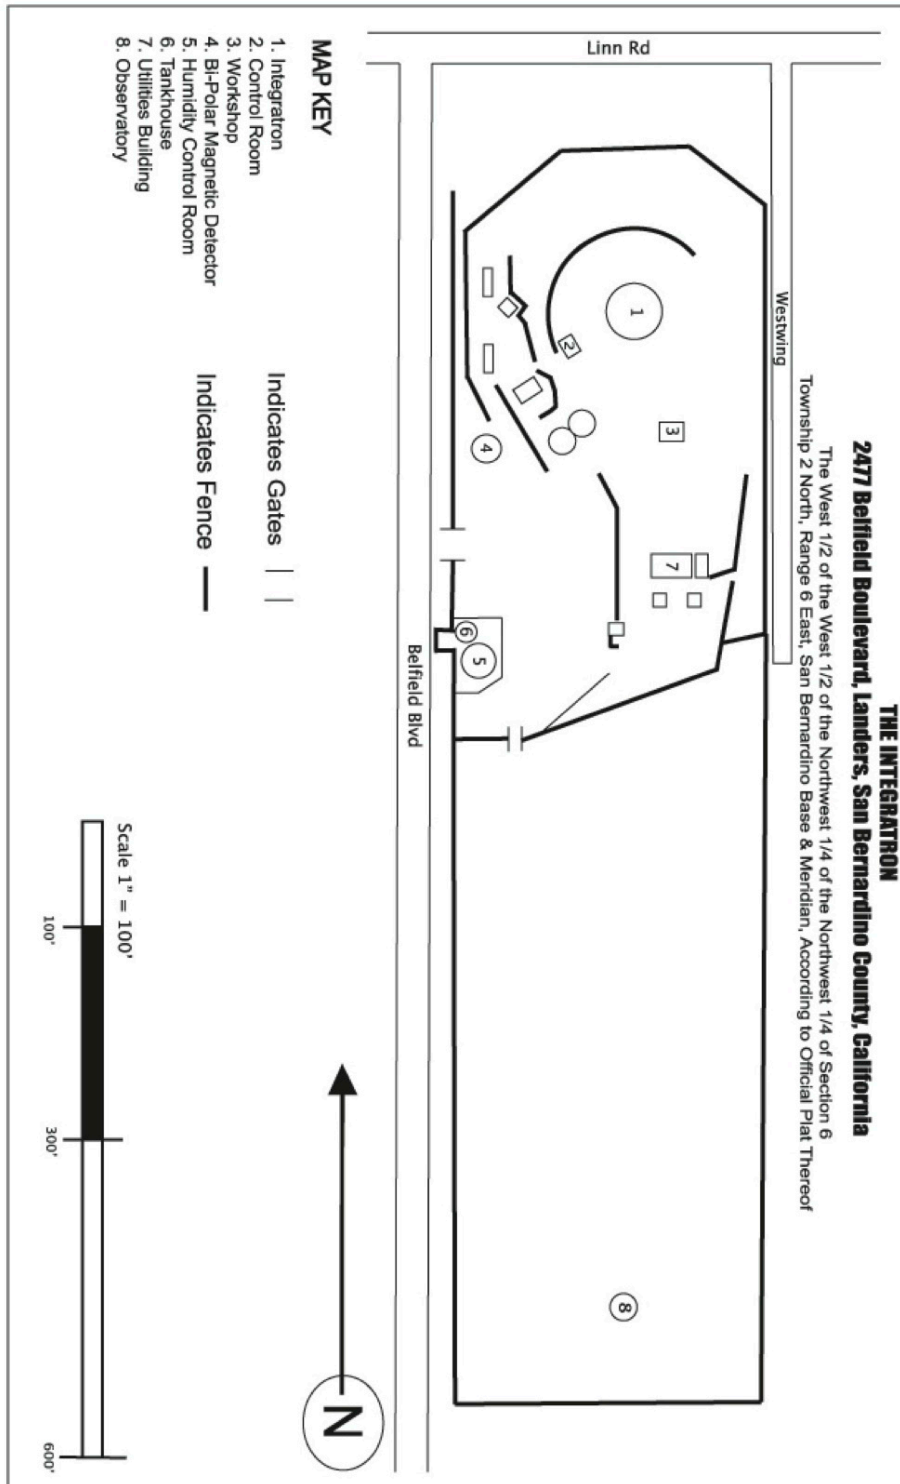 THE INTEGRATRON
2477 Belfield Boulevard, Landers, San Bernardino County, California
The West 1/2 of the West 1/2 of the Northwest 1/4 of the Northwest 1/4 of Section 6
Township 2 North, Range 6 East, San Bernardino Base & Meridian, According to Official Plat Thereof
Linn Rd
Westwing
Belfield Blvd
1
2
3
4
5
6
7
8
MAP KEY
1. Integratron
2. Control Room
3. Workshop
4. Bi-Polar Magnetic Detector
5. Humidity Control Room
6. Tankhouse
7. Utilities Building
8. Observatory
Indicates Gates
Indicates Fence
Scale 1" = 100'
100'
300'
600'
N